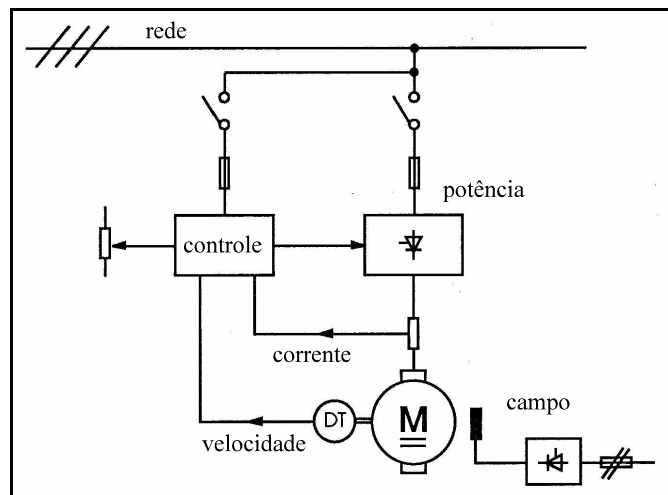 rede
potência
controle
corrente
campo
M
DT
velocidade